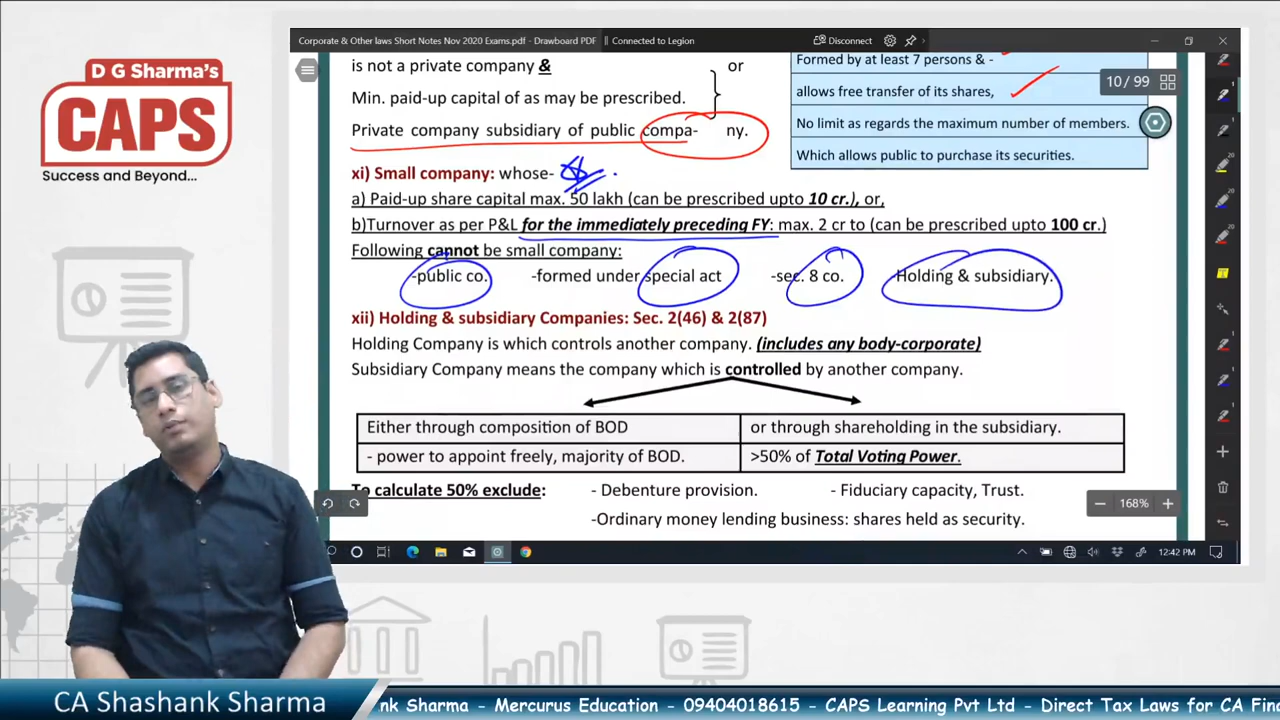 D G Sharma's
CAPS
Success and Beyond...
Corporate & Other laws Short Notes Nov 2020 Exams.pdf - Drawboard PDF
Connected to Legion
Disconnect
10 / 99
is not a private company & or
Min. paid-up capital of as may be prescribed.
Private company subsidiary of public compa- ny.
Formed by at least 7 persons & -
allows free transfer of its shares,
No limit as regards the maximum number of members.
Which allows public to purchase its securities.
xi) Small company: whose-
a) Paid-up share capital max. 50 lakh (can be prescribed upto 10 cr.), or,
b)Turnover as per P&L for the immediately preceding FY: max. 2 cr to (can be prescribed upto 100 cr.)
Following cannot be small company:
-public co. -formed under special act -sec. 8 co. -Holding & subsidiary.
xii) Holding & subsidiary Companies: Sec. 2(46) & 2(87)
Holding Company is which controls another company. (includes any body-corporate)
Subsidiary Company means the company which is controlled by another company.
Either through composition of BOD or through shareholding in the subsidiary.
- power to appoint freely, majority of BOD. >50% of Total Voting Power.
To calculate 50% exclude: - Debenture provision. - Fiduciary capacity, Trust.
-Ordinary money lending business: shares held as security.
168%
12:42 PM
CA Shashank Sharma
nk Sharma - Mercurus Education - 09404018615 - CAPS Learning Pvt Ltd - Direct Tax Laws for CA Fina